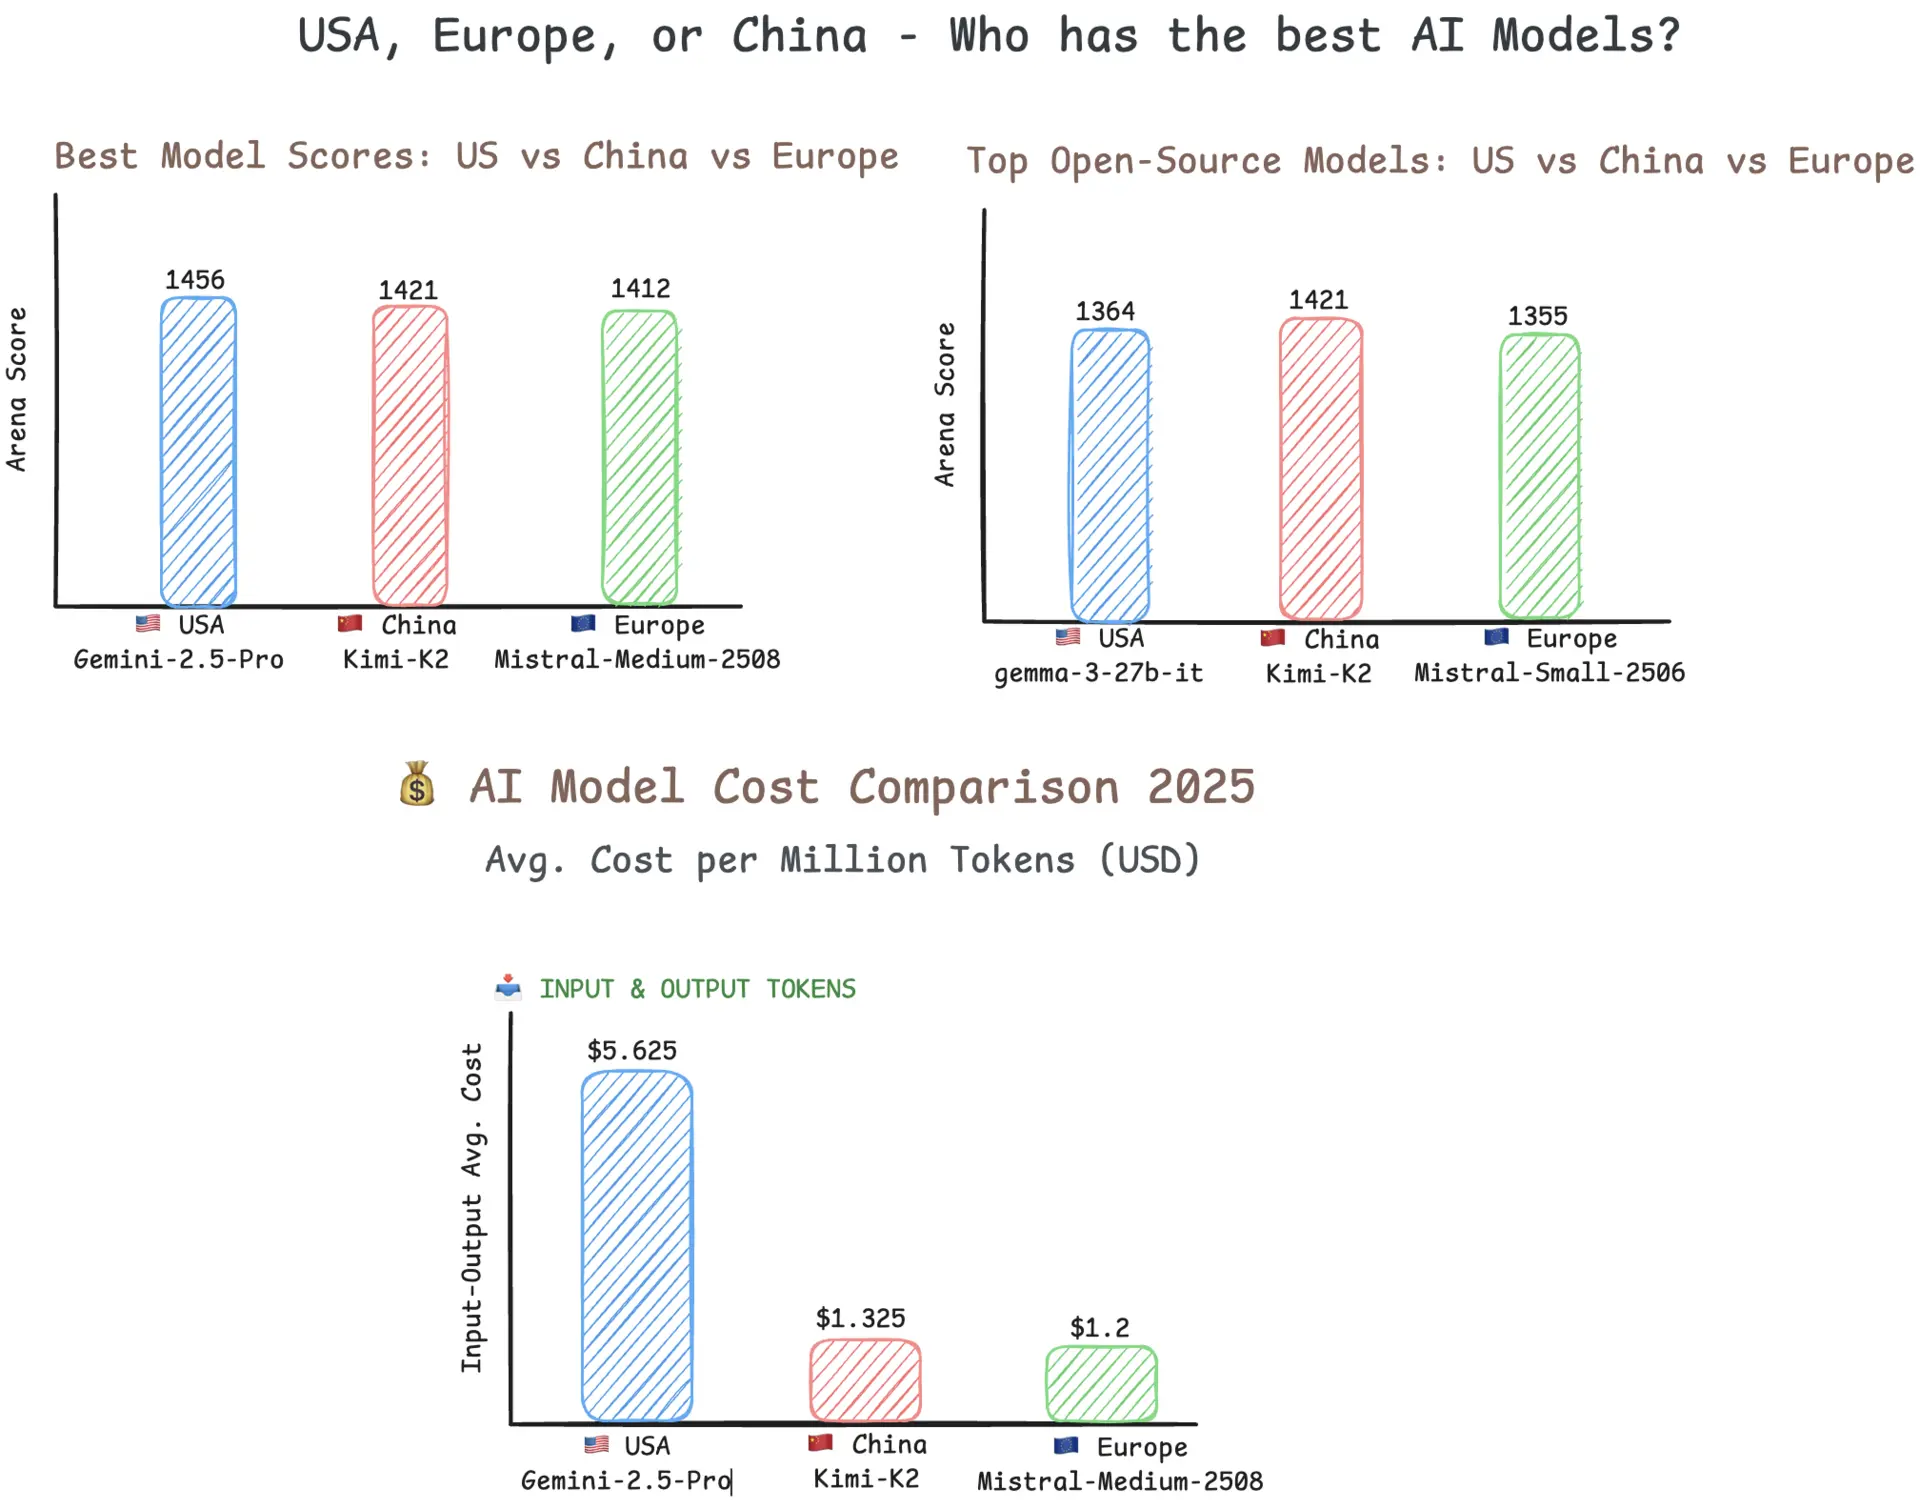 USA, Europe, or China - Who has the best AI Models?
Best Model Scores: US vs China vs Europe
Arena Score
1456
1421
1412
USA
Gemini-2.5-Pro
China
Kimi-K2
Europe
Mistral-Medium-2508
Top Open-Source Models: US vs China vs Europe
Arena Score
1364
1421
1355
USA
gemma-3-27b-it
China
Kimi-K2
Europe
Mistral-Small-2506
AI Model Cost Comparison 2025
Avg. Cost per Million Tokens (USD)
INPUT & OUTPUT TOKENS
Input-Output Avg. Cost
$5.625
$1.325
$1.2
USA
Gemini-2.5-Pro
China
Kimi-K2
Europe
Mistral-Medium-2508